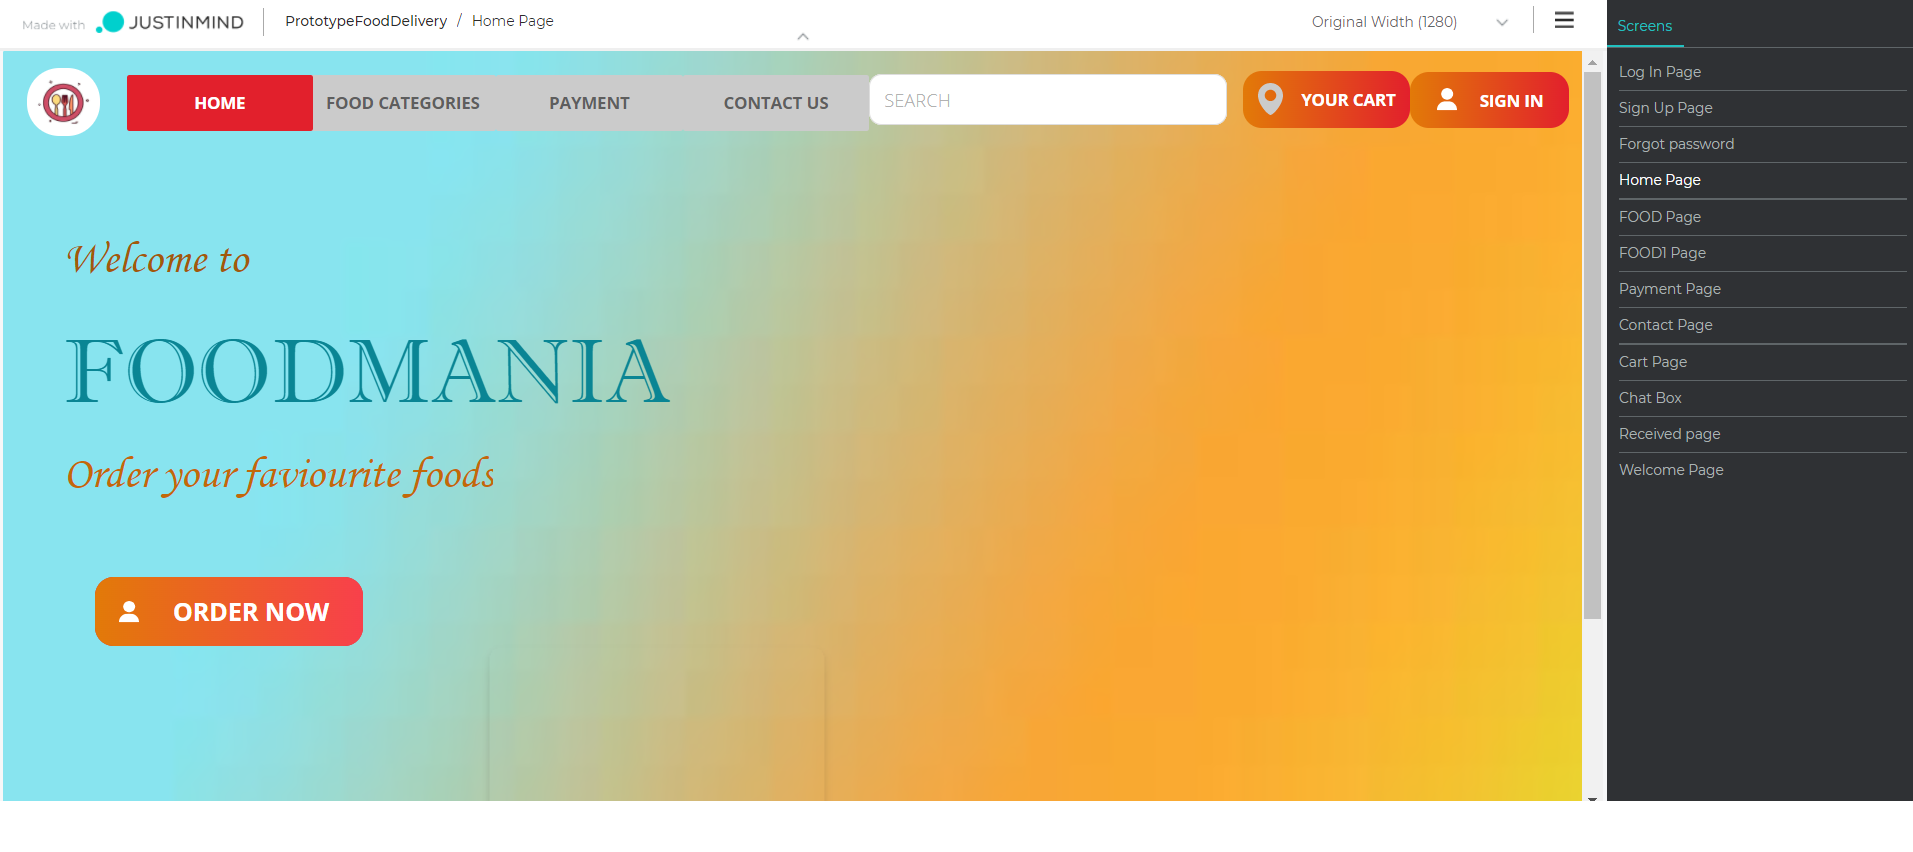 Made with JUSTINMIND PrototypeFoodDelivery / Home Page Original Width (1280)
HOME FOOD CATEGORIES PAYMENT CONTACT US SEARCH YOUR CART SIGN IN
Welcome to
FOODMANIA
Order your faviourite foods
ORDER NOW
Screens
Log In Page
Sign Up Page
Forgot password
Home Page
FOOD Page
FOOD1 Page
Payment Page
Contact Page
Cart Page
Chat Box
Received page
Welcome Page